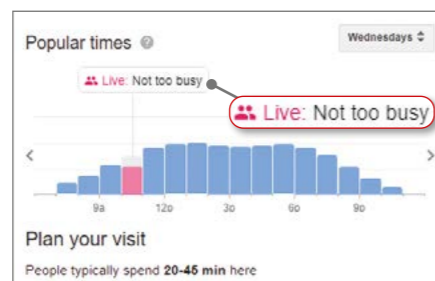 Popular times
Wednesdays
Live: Not too busy
Live: Not too busy
9a 12p 3p 6p 9p
Plan your visit
People typically spend 20-45 min here